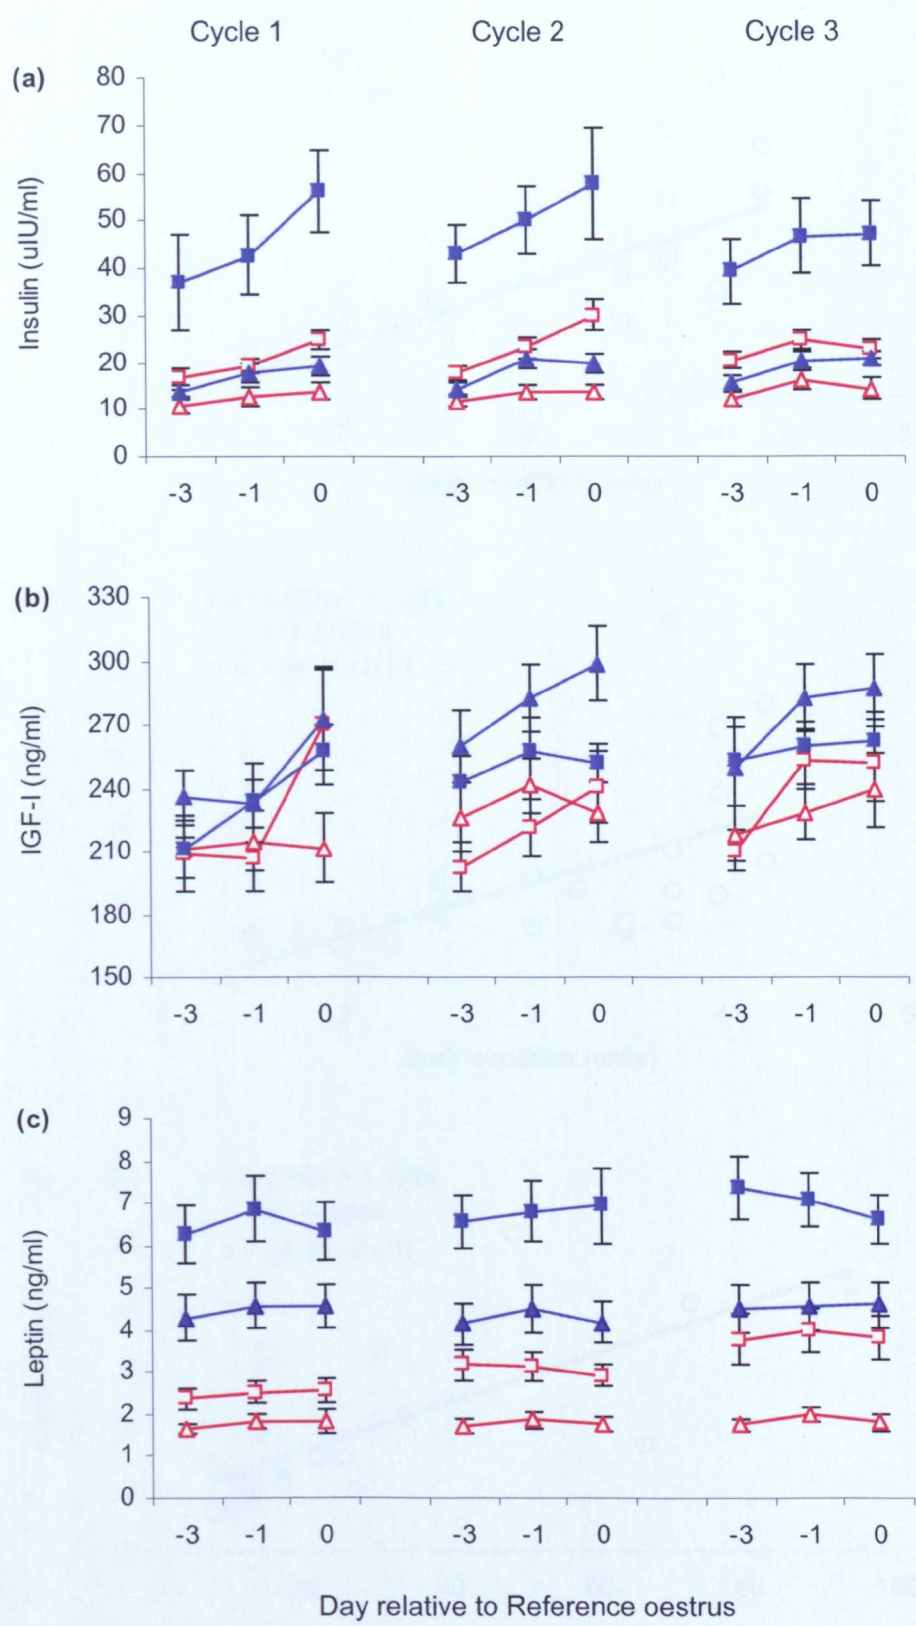 Cycle 1 Cycle 2 Cycle 3
(a)
Insulin (uIU/ml)
80
70
60
50
40
30
20
10
0
-3 -1 0 -3 -1 0 -3 -1 0
(b)
IGF-I (ng/ml)
330
300
270
240
210
180
150
-3 -1 0 -3 -1 0 -3 -1 0
(c)
Leptin (ng/ml)
9
8
7
6
5
4
3
2
1
0
-3 -1 0 -3 -1 0 -3 -1 0
Day relative to Reference oestrus